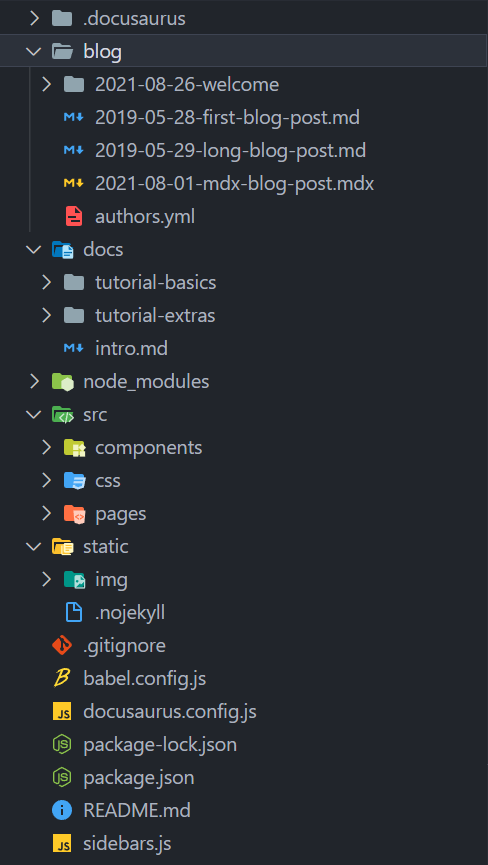 .docusaurus
blog
2021-08-26-welcome
2019-05-28-first-blog-post.md
2019-05-29-long-blog-post.md
2021-08-01-mdx-blog-post.mdx
authors.yml
docs
tutorial-basics
tutorial-extras
intro.md
node_modules
src
components
css
pages
static
img
.nojekyll
.gitignore
babel.config.js
docusaurus.config.js
package-lock.json
package.json
README.md
sidebars.js